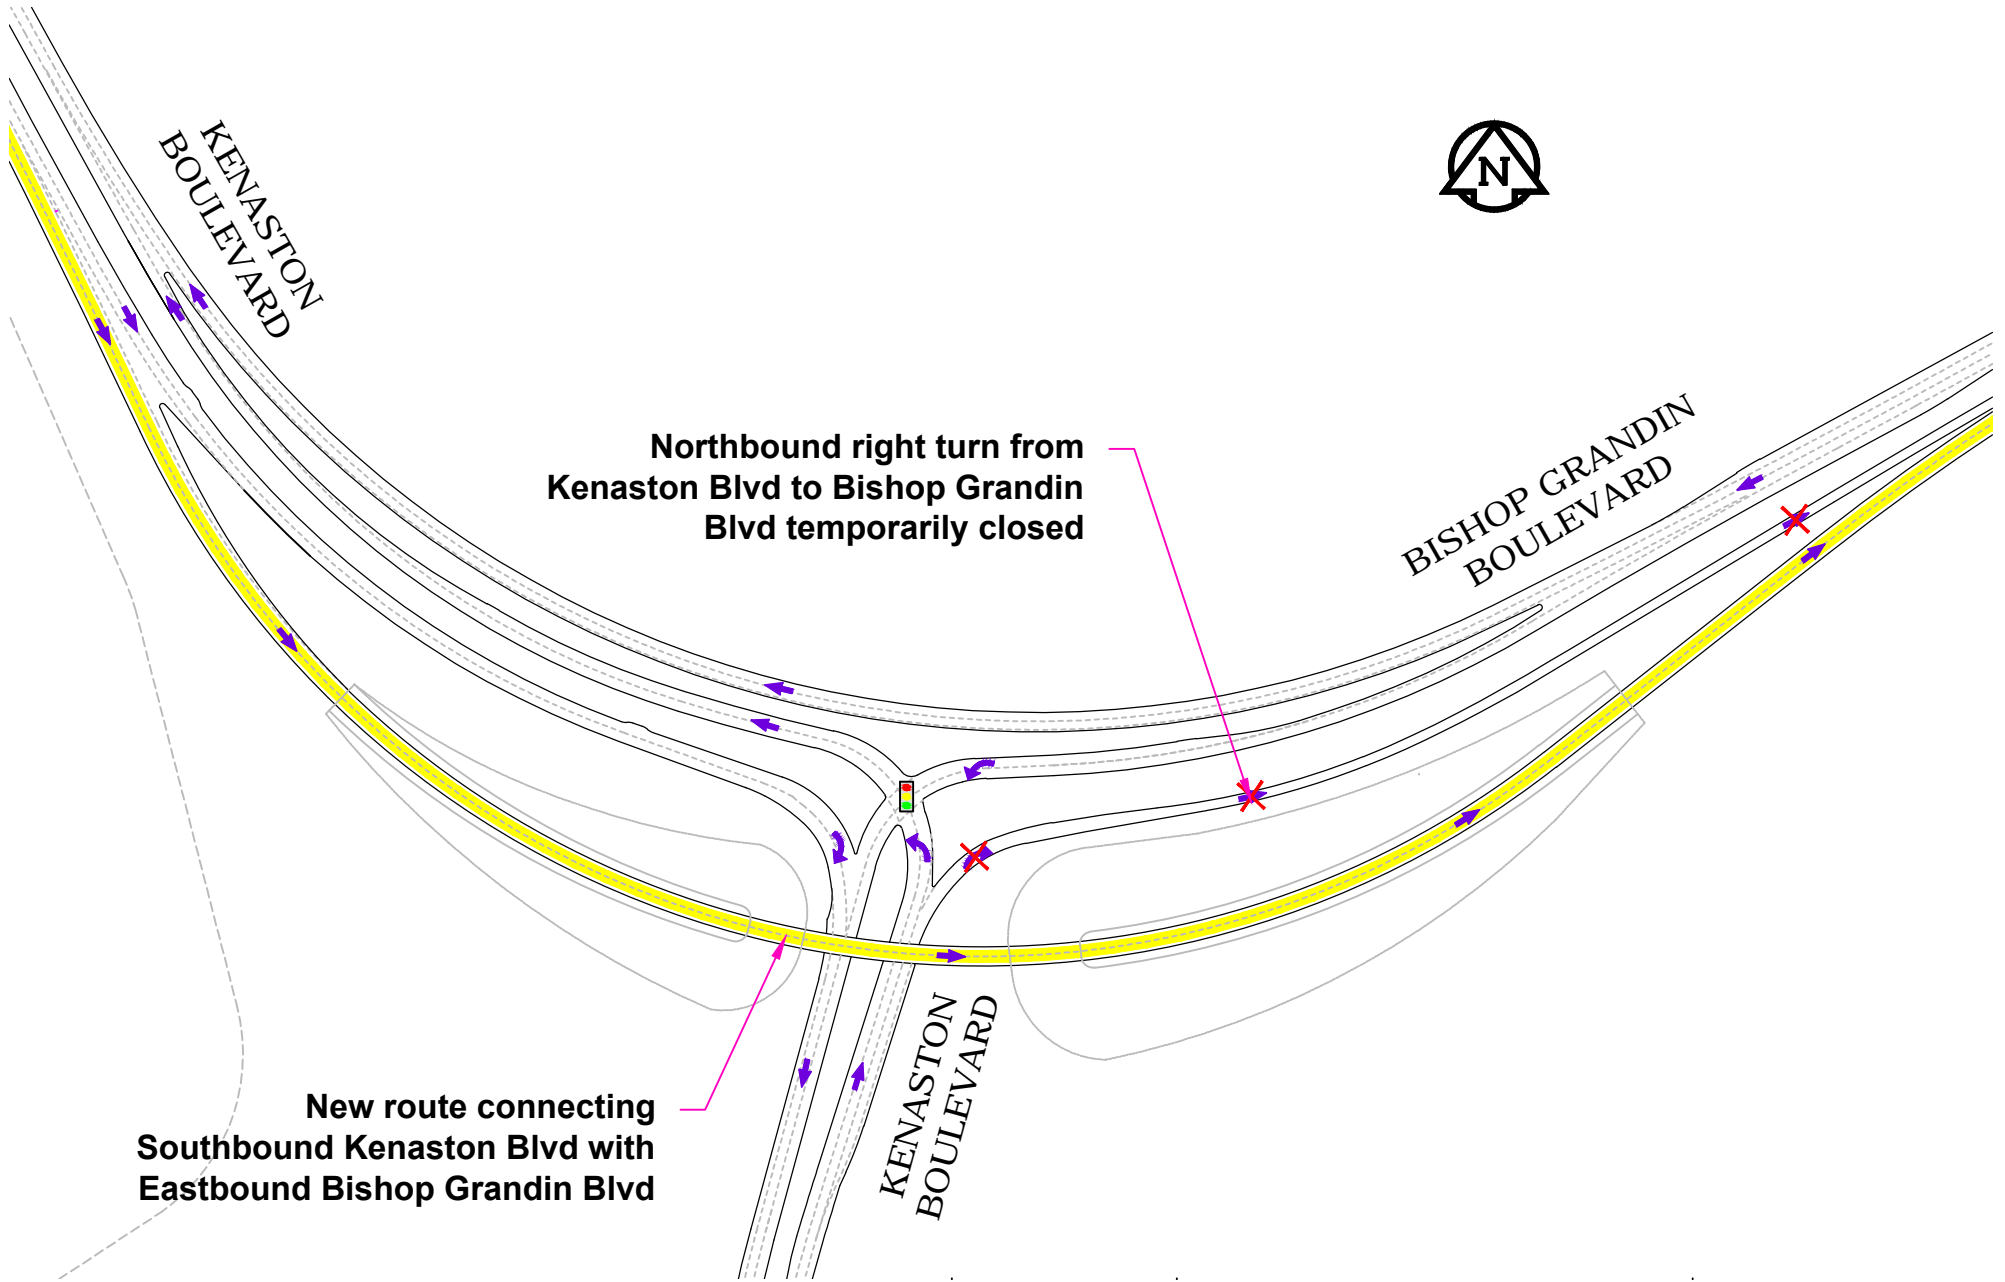 KENASTON
BOULEVARD
N
Northbound right turn from
Kenaston Blvd to Bishop Grandin
Blvd temporarily closed
BISHOP GRANDIN
BOULEVARD
New route connecting
Southbound Kenaston Blvd with
Eastbound Bishop Grandin Blvd
KENASTON
BOULEVARD